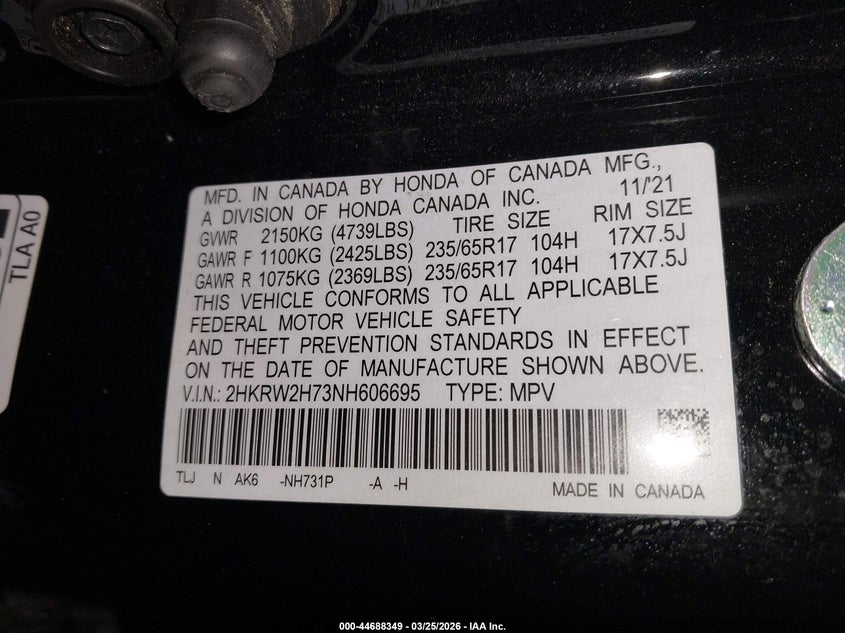 MFD. IN CANADA BY HONDA OF CANADA MFG.,
A DIVISION OF HONDA CANADA INC. 11/'21
GVWR 2150KG (4739LBS) TIRE SIZE RIM SIZE
GAWR F 1100KG (2425LBS) 235/65R17 104H 17X7.5J
GAWR R 1075KG (2369LBS) 235/65R17 104H 17X7.5J
THIS VEHICLE CONFORMS TO ALL APPLICABLE
FEDERAL MOTOR VEHICLE SAFETY
AND THEFT PREVENTION STANDARDS IN EFFECT
ON THE DATE OF MANUFACTURE SHOWN ABOVE.
V.I.N.: 2HKRW2H73NH606695 TYPE: MPV
TLJ N AK6 -NH731P -A -H
MADE IN CANADA
TLA A0
000-44688349 - 03/25/2026 - IAA Inc.